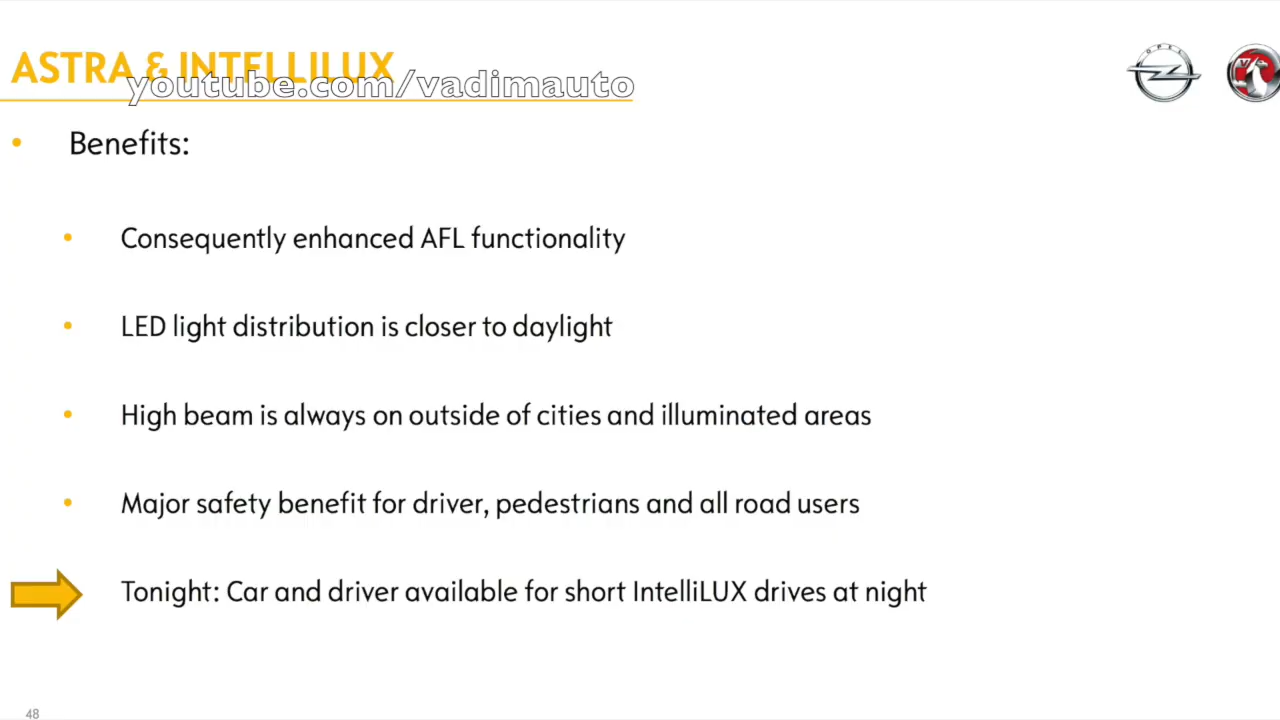 ASTRA & INTELLILUX
youtube.com/vadimauto
OPEL
• Benefits:
• Consequently enhanced AFL functionality
• LED light distribution is closer to daylight
• High beam is always on outside of cities and illuminated areas
• Major safety benefit for driver, pedestrians and all road users
Tonight: Car and driver available for short IntelliLUX drives at night
48